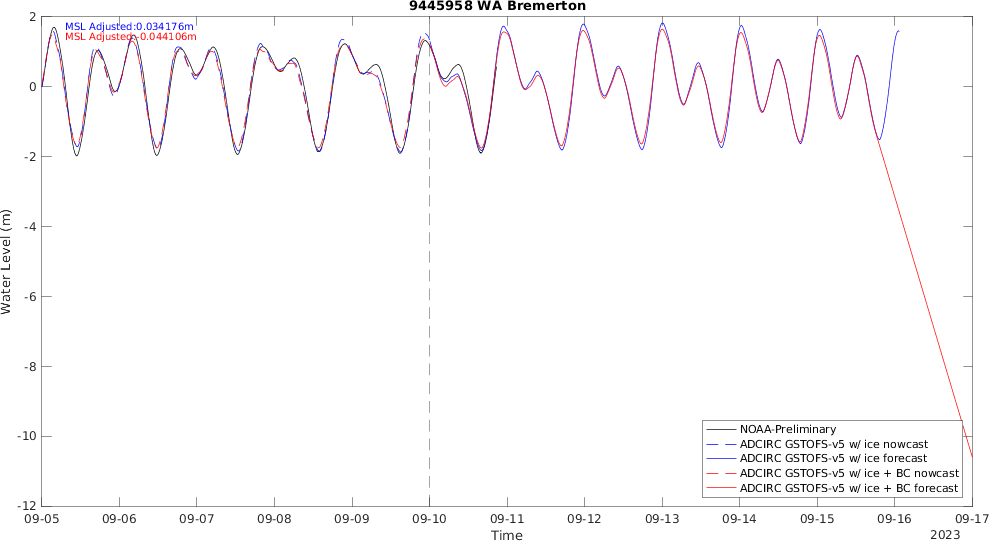 9445958 WA Bremerton
MSL Adjusted:0.034176m
MSL Adjusted:-0.044106m
2
0
-2
-4
-6
-8
-10
-12
Water Level (m)
NOAA-Preliminary
ADCIRC GSTOFS-v5 w/ ice nowcast
ADCIRC GSTOFS-v5 w/ ice forecast
ADCIRC GSTOFS-v5 w/ ice + BC nowcast
ADCIRC GSTOFS-v5 w/ ice + BC forecast
09-05 09-06 09-07 09-08 09-09 09-10 09-11 09-12 09-13 09-14 09-15 09-16 09-17
Time
2023